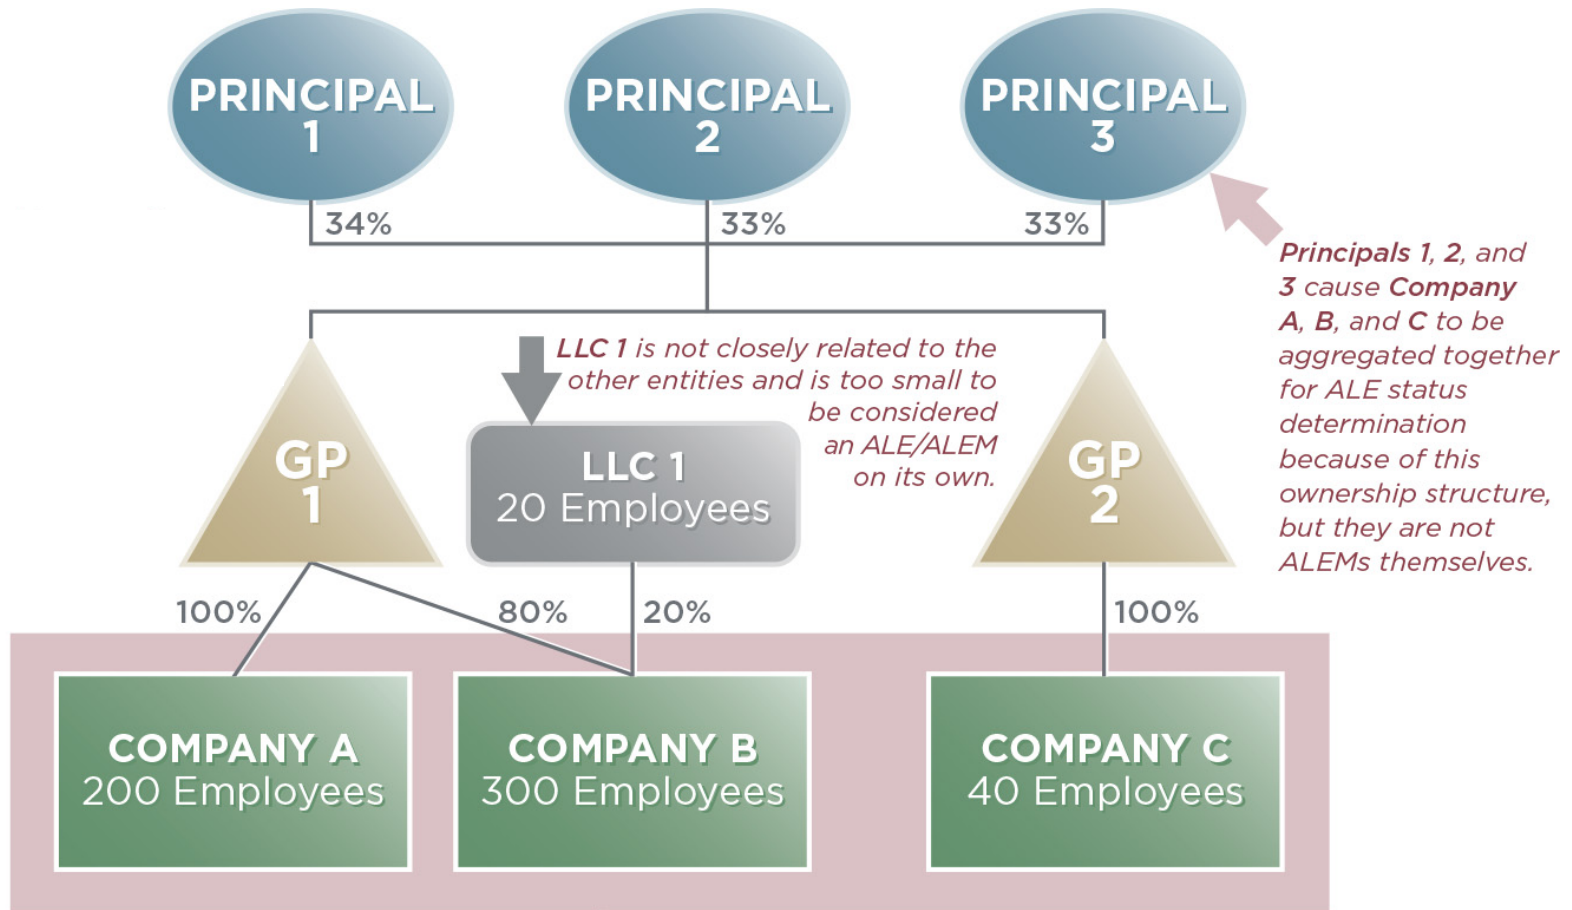 PRINCIPAL
1
PRINCIPAL
2
PRINCIPAL
3
34%
33%
33%
Principals 1, 2, and
3 cause Company
A, B, and C to be
aggregated together
for ALE status
determination
because of this
ownership structure,
but they are not
ALEMs themselves.
LLC 1 is not closely related to the
other entities and is too small to
be considered
an ALE/ALEM
on its own.
GP
1
LLC 1
20 Employees
GP
2
100%
80%
20%
100%
COMPANY A
200 Employees
COMPANY B
300 Employees
COMPANY C
40 Employees